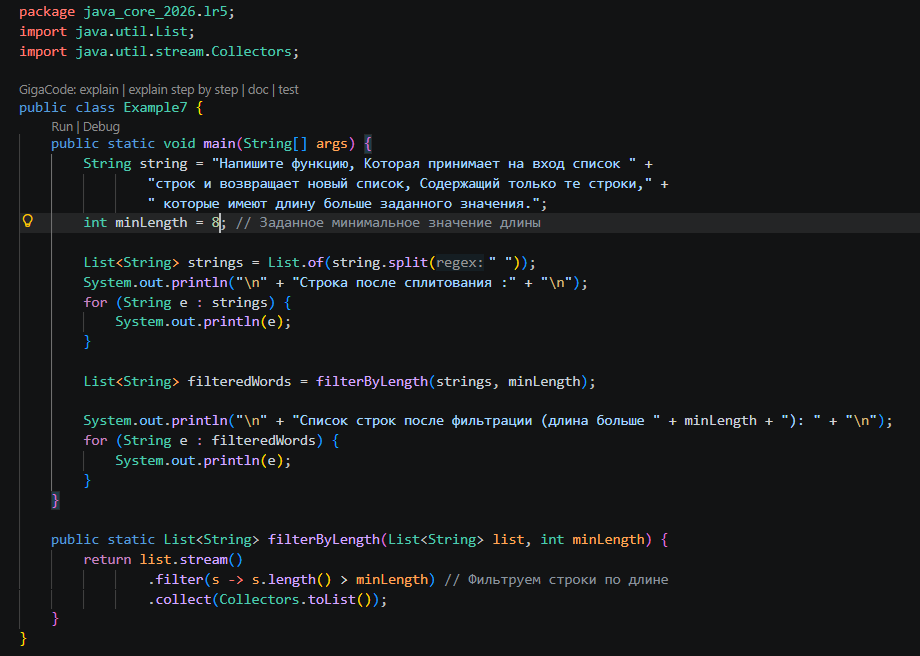 package java_core_2026.lr5;
import java.util.List;
import java.util.stream.Collectors;
GigaCode: explain | explain step by step | doc | test
public class Example7 {
Run | Debug
public static void main(String[] args) {
String string = "Напишите функцию, Которая принимает на вход список " +
"строк и возвращает новый список, Содержащий только те строки," +
" которые имеют длину больше заданного значения.";
int minLength = 8; // Заданное минимальное значение длины
List<String> strings = List.of(string.split(regex: " "));
System.out.println("\n" + "Строка после сплитования :" + "\n");
for (String e : strings) {
System.out.println(e);
}
List<String> filteredWords = filterByLength(strings, minLength);
System.out.println("\n" + "Список строк после фильтрации (длина больше " + minLength + "): " + "\n");
for (String e : filteredWords) {
System.out.println(e);
}
}
public static List<String> filterByLength(List<String> list, int minLength) {
return list.stream()
.filter(s -> s.length() > minLength) // Фильтруем строки по длине
.collect(Collectors.toList());
}
}